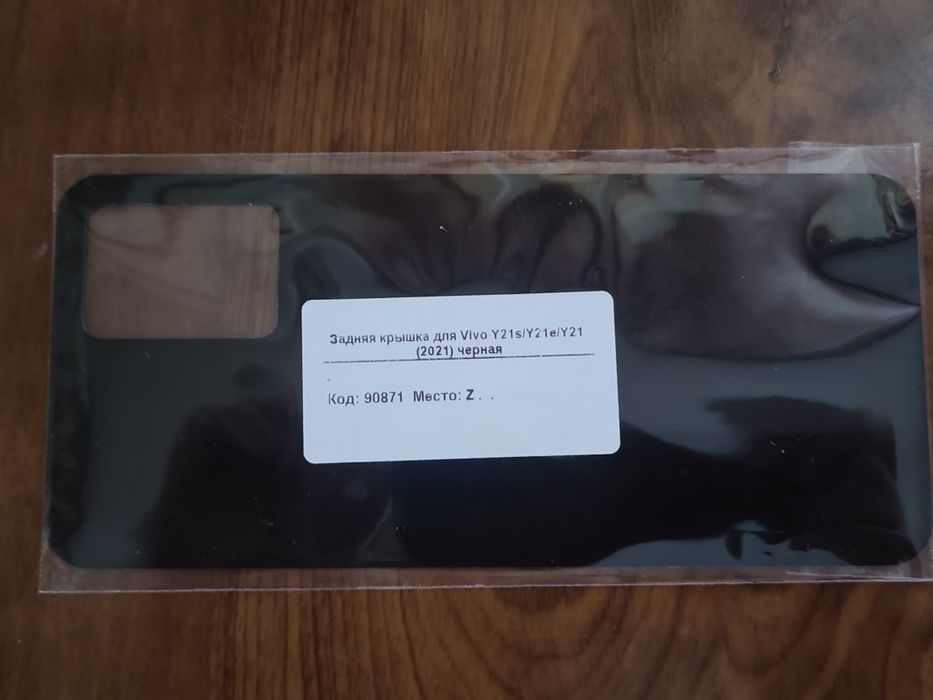 Задняя крышка для Vivo Y21s/Y21e/Y21
(2021) черная
Код: 90871 Место: Z . .